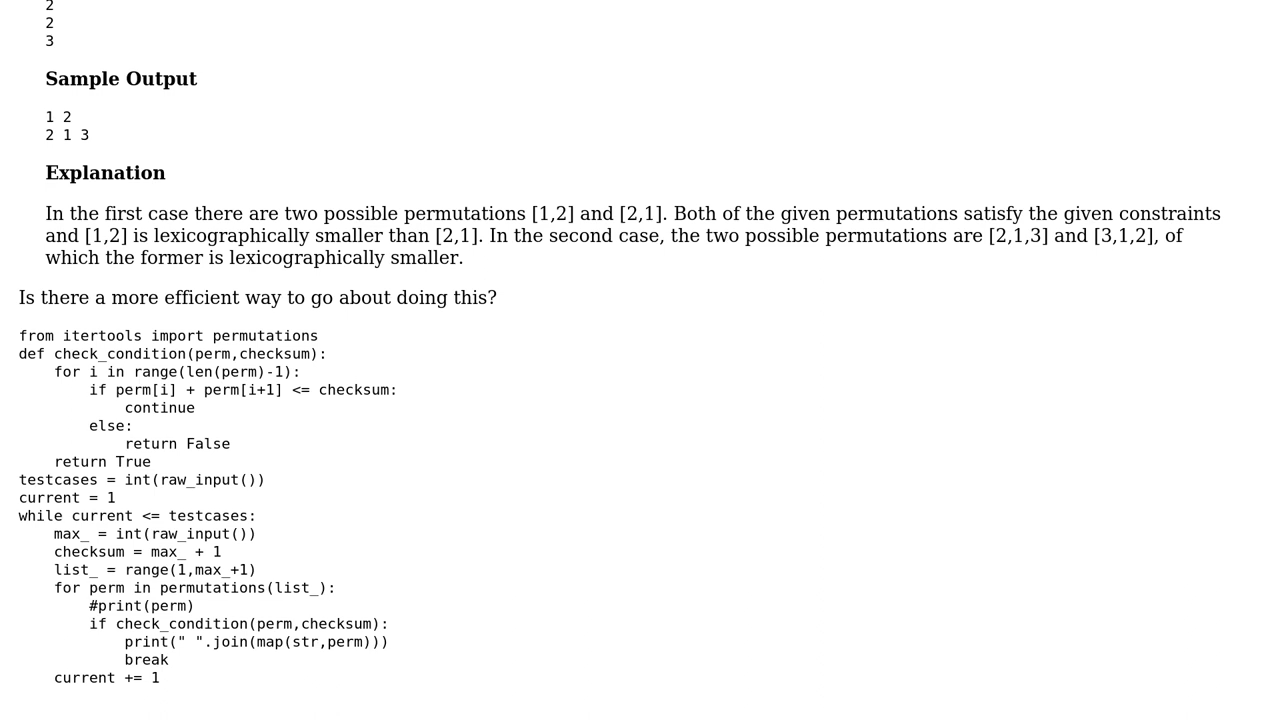 2
2
3
Sample Output
1 2
2 1 3
Explanation
In the first case there are two possible permutations [1,2] and [2,1]. Both of the given permutations satisfy the given constraints
and [1,2] is lexicographically smaller than [2,1]. In the second case, the two possible permutations are [2,1,3] and [3,1,2], of
which the former is lexicographically smaller.
Is there a more efficient way to go about doing this?
from itertools import permutations
def check_condition(perm,checksum):
    for i in range(len(perm)-1):
        if perm[i] + perm[i+1] <= checksum:
            continue
        else:
            return False
    return True
testcases = int(raw_input())
current = 1
while current <= testcases:
    max_ = int(raw_input())
    checksum = max_ + 1
    list_ = range(1,max_+1)
    for perm in permutations(list_):
        #print(perm)
        if check_condition(perm,checksum):
            print(" ".join(map(str,perm)))
            break
    current += 1